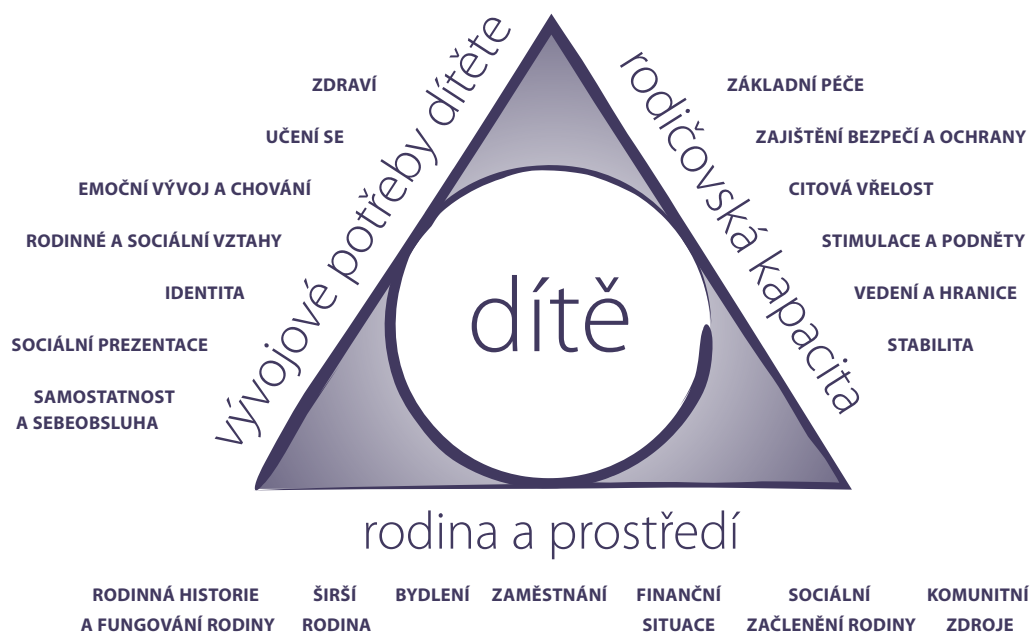 vývojové potřeby dítěte
ZDRAVÍ
UČENÍ SE
EMOČNÍ VÝVOJ A CHOVÁNÍ
RODINNÉ A SOCIÁLNÍ VZTAHY
IDENTITA
SOCIÁLNÍ PREZENTACE
SAMOSTATNOST
A SEBEOBSLUHA
rodičovská kapacita
ZÁKLADNÍ PÉČE
ZAJIŠTĚNÍ BEZPEČÍ A OCHRANY
CITOVÁ VŘELOST
STIMULACE A PODNĚTY
VEDENÍ A HRANICE
STABILITA
dítě
rodina a prostředí
RODINNÁ HISTORIE
A FUNGOVÁNÍ RODINY
ŠIRŠÍ
RODINA
BYDLENÍ
ZAMĚSTNÁNÍ
FINANČNÍ
SITUACE
SOCIÁLNÍ
ZAČLENĚNÍ RODINY
KOMUNITNÍ
ZDROJE